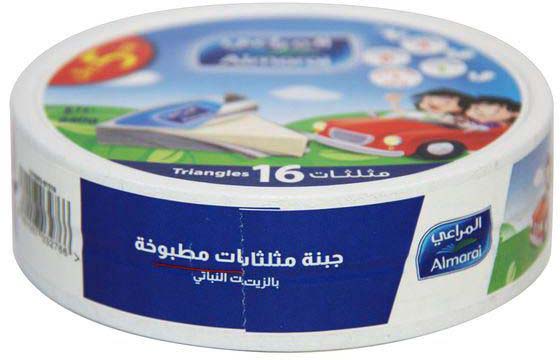 المراعي
Almarai
Triangles 16 مثلثات
جبنة مثلثات مطبوخة
بالزيت النباتي
المراعي
Almarai